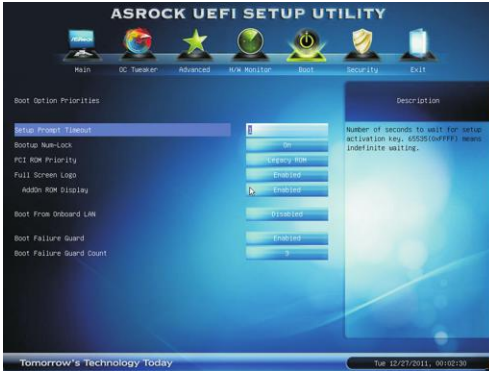 ASROCK UEFI SETUP UTILITY
Main OC Tweaker Advanced H/W Monitor Boot Security Exit
Boot Option Priorities
Description
Setup Prompt Timeout 1
Number of seconds to wait for setup
activation key. 65535(0xFFFF) means
indefinite waiting.
Bootup Num-Lock On
PCI ROM Priority Legacy ROM
Full Screen Logo Enabled
AddOn ROM Display Enabled
Boot From Onboard LAN Disabled
Boot Failure Guard Enabled
Boot Failure Guard Count 3
Tomorrow's Technology Today
Tue 12/27/2011, 00:02:30